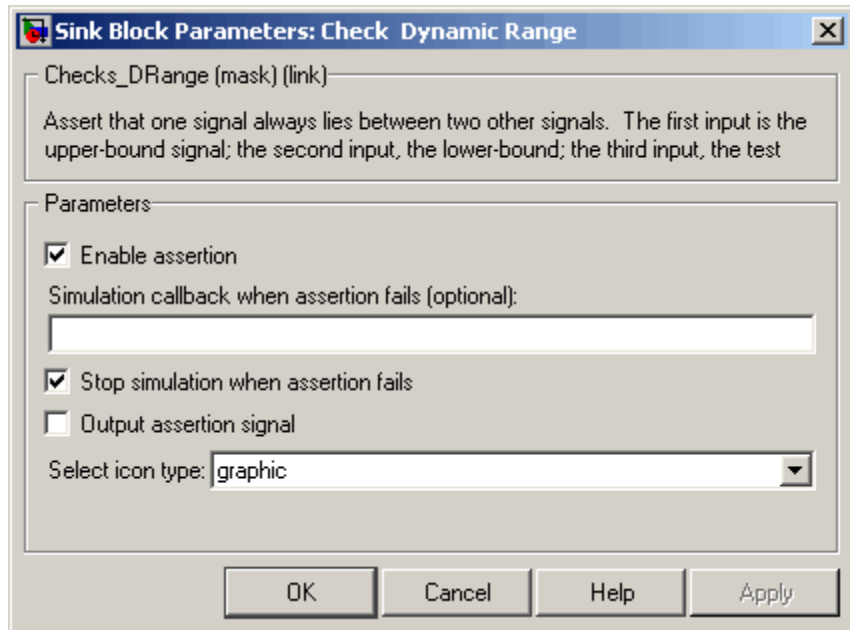 Sink Block Parameters: Check Dynamic Range
Checks_DRange (mask) (link)
Assert that one signal always lies between two other signals. The first input is the
upper-bound signal; the second input, the lower-bound; the third input, the test
Parameters
Enable assertion
Simulation callback when assertion fails (optional):
Stop simulation when assertion fails
Output assertion signal
Select icon type: graphic
OK Cancel Help Apply